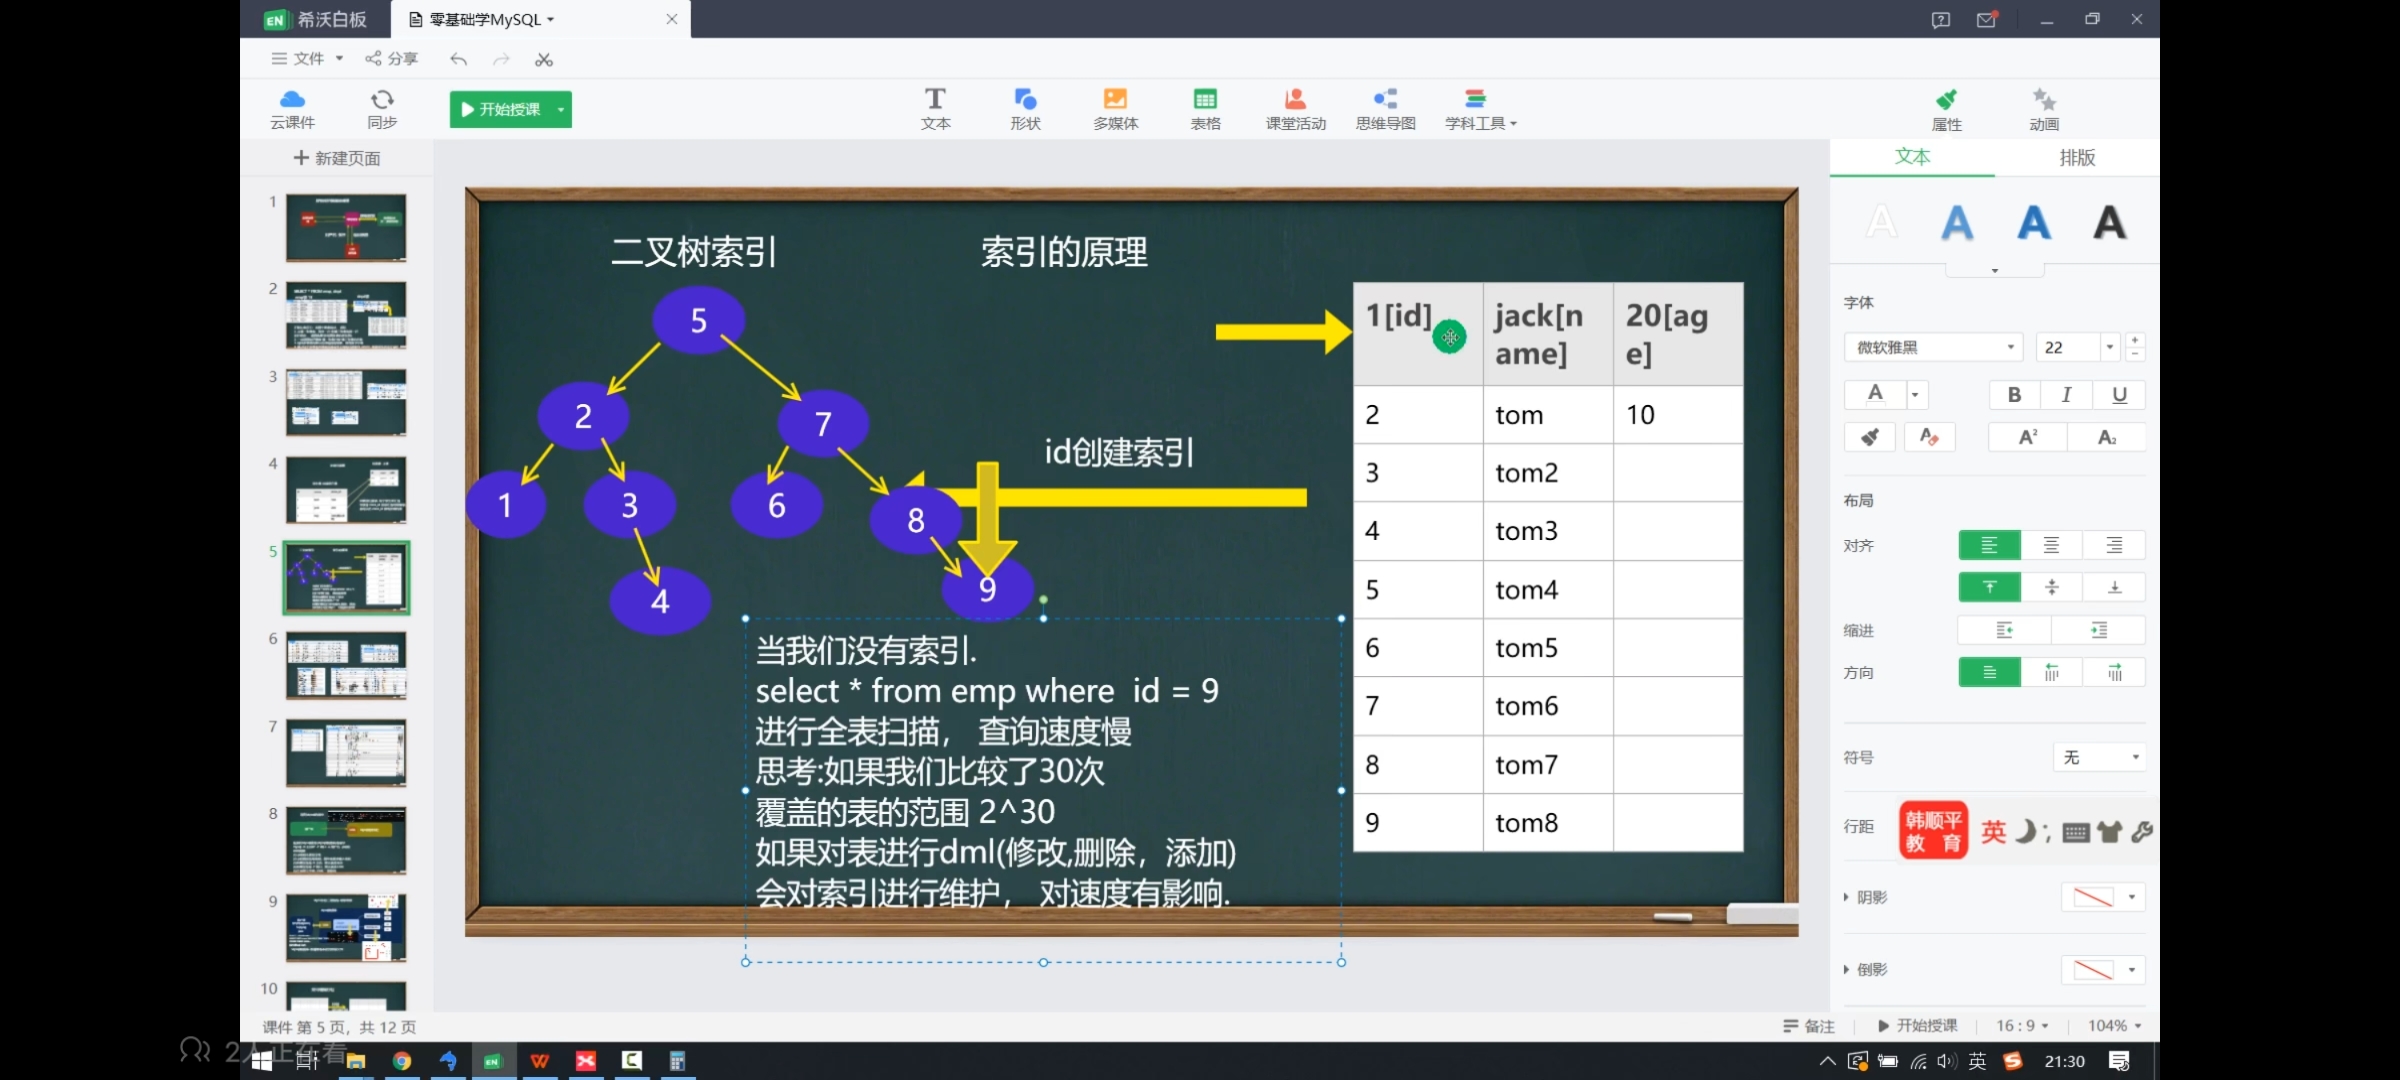 希沃白板
零基础学MySQL
文件
分享
云课件
同步
开始授课
文本
形状
多媒体
表格
课堂活动
思维导图
学科工具
属性
动画
新建页面
文本
排版
1
2
3
4
5
6
7
8
9
10
二叉树索引
索引的原理
5
2
7
1
3
6
8
4
9
id创建索引
1[id]
jack[n
ame]
20[ag
e]
2
tom
10
3
tom2
4
tom3
5
tom4
6
tom5
7
tom6
8
tom7
9
tom8
当我们没有索引.
select * from emp where  id = 9
进行全表扫描， 查询速度慢
思考:如果我们比较了30次
覆盖的表的范围 2^30
如果对表进行dml(修改,删除，添加)
会对索引进行维护， 对速度有影响.
字体
微软雅黑
22
A
B
I
U
A²
A₂
布局
对齐
缩进
方向
符号
无
行距
韩顺平
教 育
英
阴影
倒影
课件 第 5 页，共 12 页
备注
开始授课
16 : 9
104%
2人正在看
英
21:30